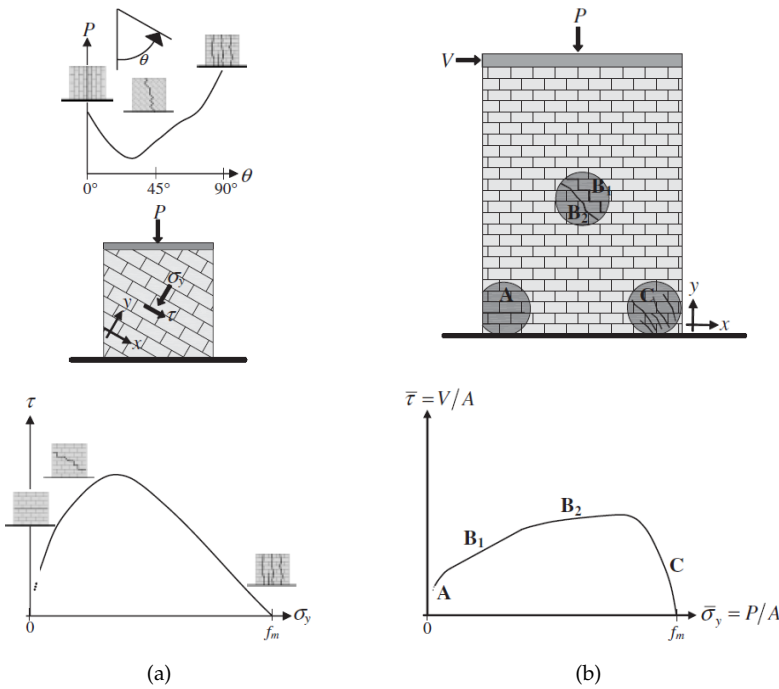 P
θ
0° 45° 90° θ
P
σy
y
τ
x
τ
0 fm σy
(a)
P
V
B1
B2
A C y
x
τ̅ = V/A
B2
B1
C
A
0 fm σ̅y = P/A
(b)